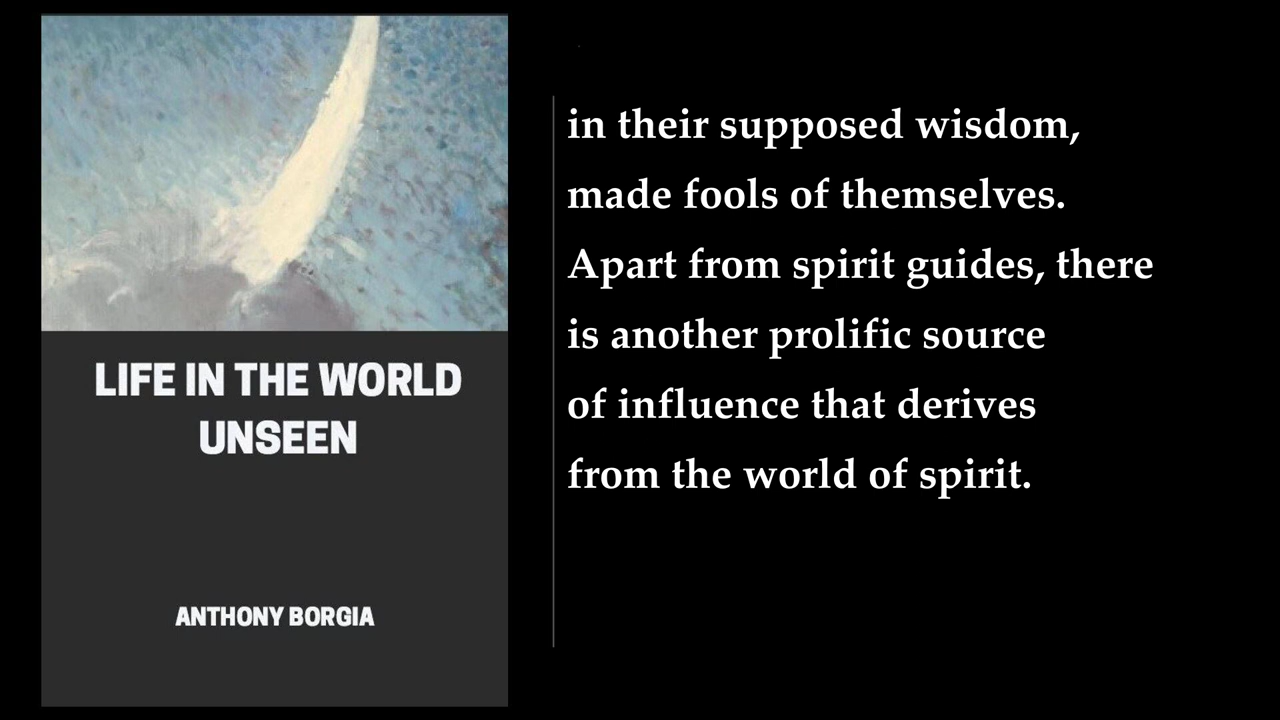 LIFE IN THE WORLD
UNSEEN
ANTHONY BORGIA
in their supposed wisdom,
made fools of themselves.
Apart from spirit guides, there
is another prolific source
of influence that derives
from the world of spirit.